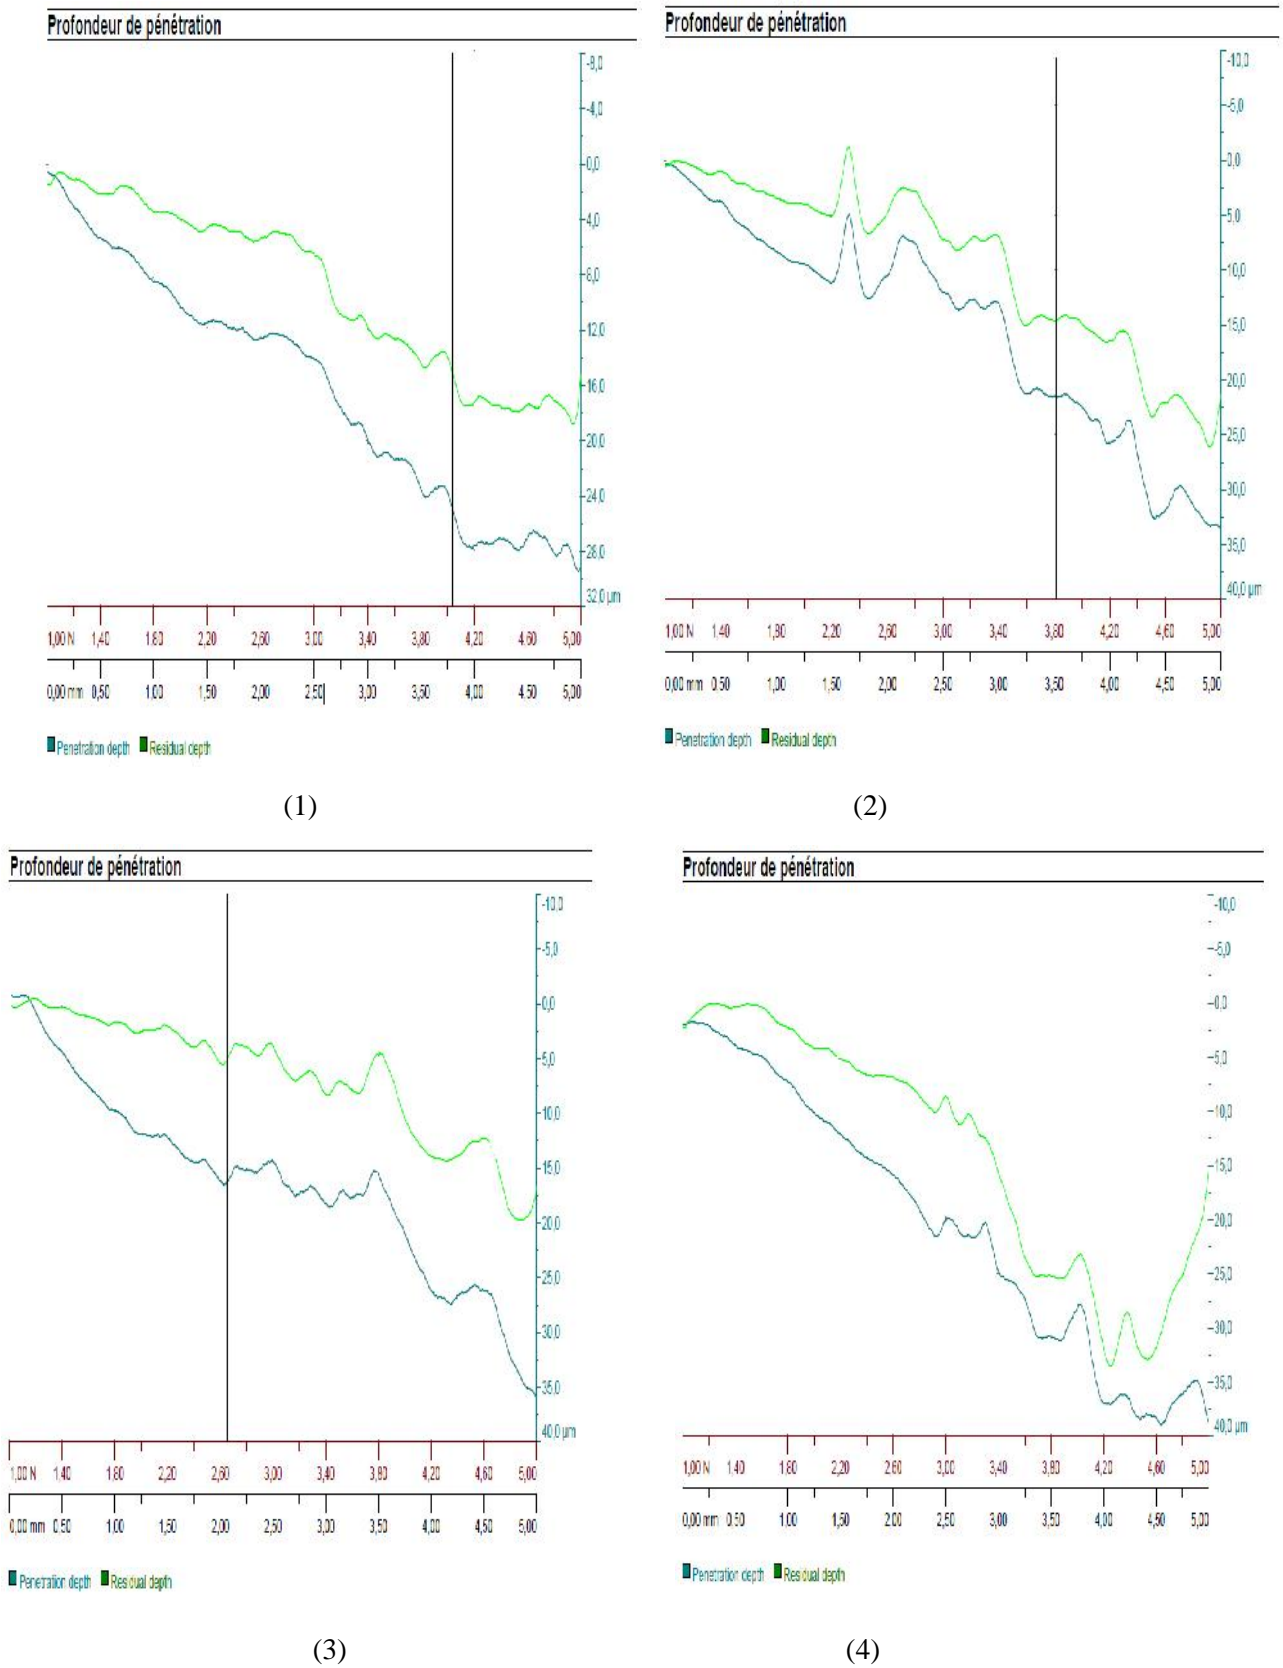 Profondeur de pénétration
-8,0
-4,0
0,0
4,0
8,0
12,0
16,0
20,0
24,0
28,0
32,0 µm
1,00 N 1,40 1,80 2,20 2,60 3,00 3,40 3,80 4,20 4,60 5,00
0,00 mm 0,50 1,00 1,50 2,00 2,50 3,00 3,50 4,00 4,50 5,00
Penetration depth Residual depth
(1)
Profondeur de pénétration
-10,0
-5,0
0,0
5,0
10,0
15,0
20,0
25,0
30,0
35,0
40,0 µm
1,00 N 1,40 1,80 2,20 2,60 3,00 3,40 3,80 4,20 4,60 5,00
0,00 mm 0,50 1,00 1,50 2,00 2,50 3,00 3,50 4,00 4,50 5,00
Penetration depth Residual depth
(2)
Profondeur de pénétration
-10,0
-5,0
0,0
5,0
10,0
15,0
20,0
25,0
30,0
35,0
40,0 µm
1,00 N 1,40 1,80 2,20 2,60 3,00 3,40 3,80 4,20 4,60 5,00
0,00 mm 0,50 1,00 1,50 2,00 2,50 3,00 3,50 4,00 4,50 5,00
Penetration depth Residual depth
(3)
Profondeur de pénétration
-10,0
-5,0
0,0
5,0
10,0
15,0
20,0
25,0
30,0
35,0
40,0 µm
1,00 N 1,40 1,80 2,20 2,60 3,00 3,40 3,80 4,20 4,60 5,00
0,00 mm 0,50 1,00 1,50 2,00 2,50 3,00 3,50 4,00 4,50 5,00
Penetration depth Residual depth
(4)